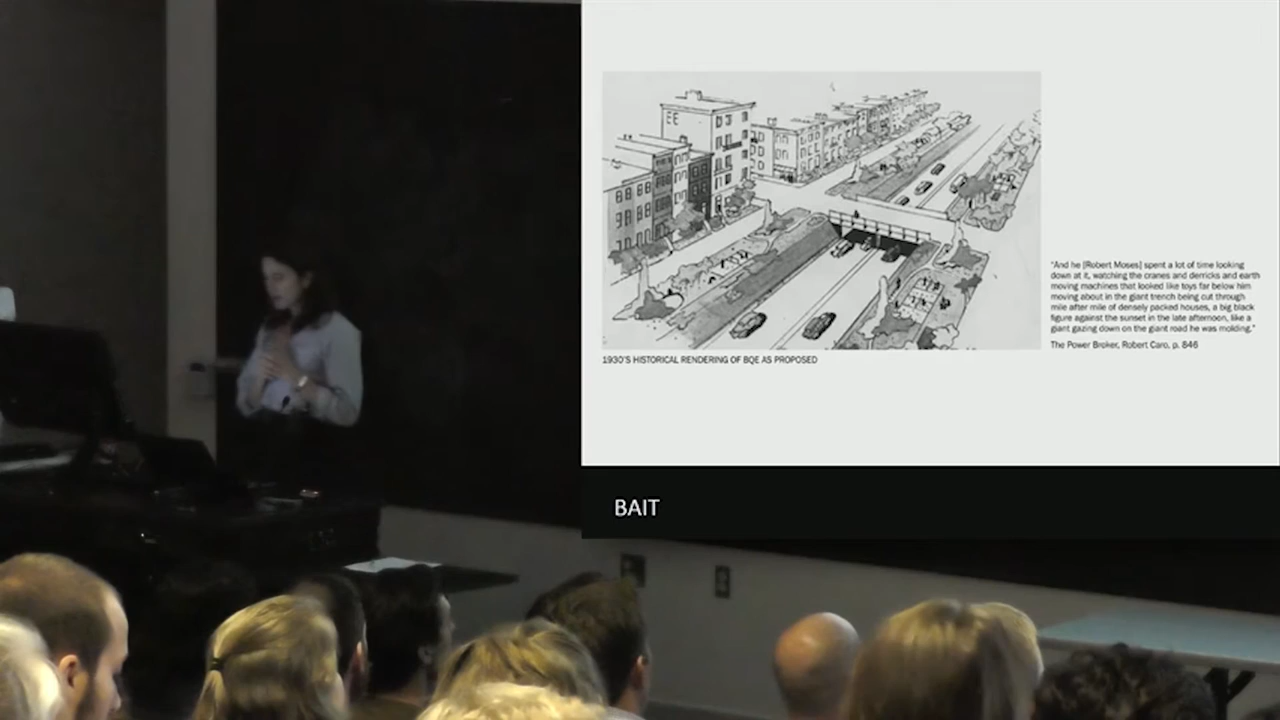 "And he [Robert Moses] spent a lot of time looking
down at it, watching the cranes and derricks and earth
moving machines that looked like toys far below him
moving about in the giant trench being cut through
mile after mile of densely packed houses, a big black
figure against the sunset in the late afternoon, like a
giant gazing down on the giant road he was molding."
The Power Broker, Robert Caro, p. 846
1930'S HISTORICAL RENDERING OF BQE AS PROPOSED
BAIT